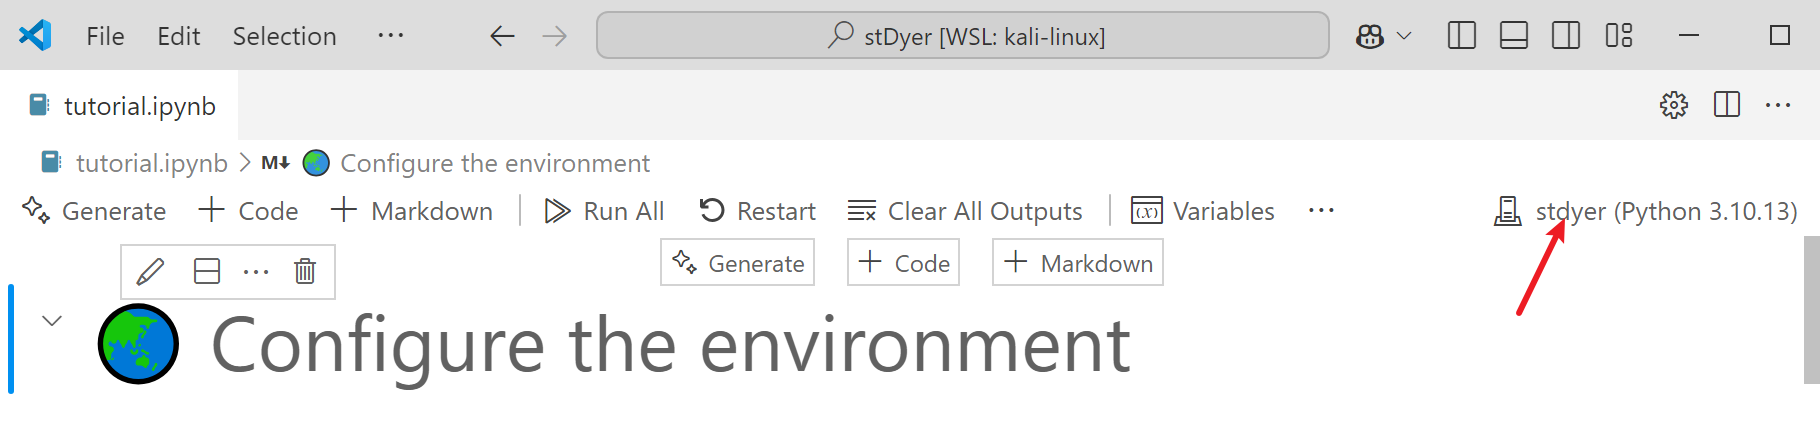 File Edit Selection ··· stDyer [WSL: kali-linux]
tutorial.ipynb ···
tutorial.ipynb > M↓ Configure the environment
Generate + Code + Markdown Run All Restart Clear All Outputs (x) Variables ··· stdyer (Python 3.10.13)
··· Generate + Code + Markdown
Configure the environment